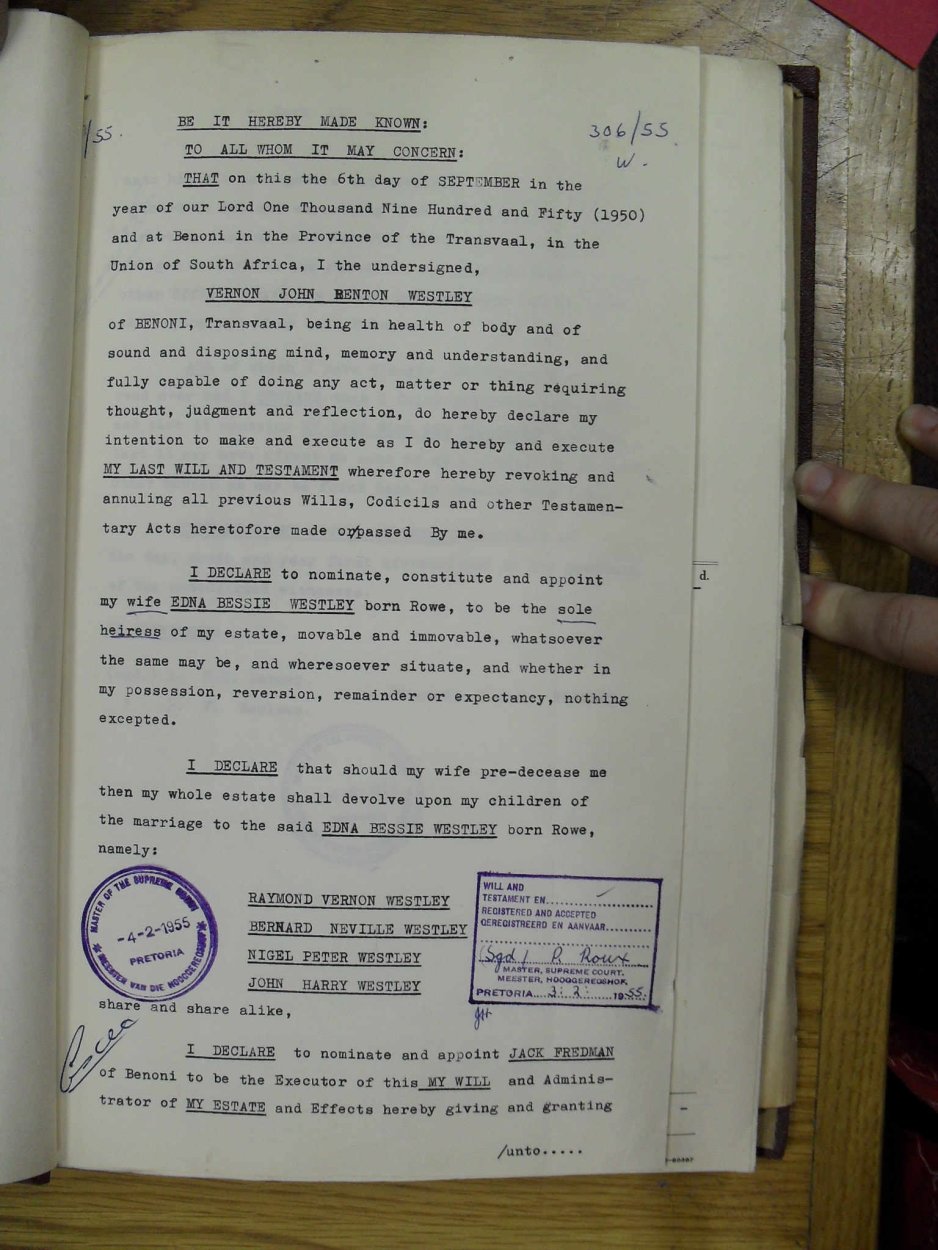 /55.
306/55
W.
BE IT HEREBY MADE KNOWN:
TO ALL WHOM IT MAY CONCERN:
THAT on this the 6th day of SEPTEMBER in the
year of our Lord One Thousand Nine Hundred and Fifty (1950)
and at Benoni in the Province of the Transvaal, in the
Union of South Africa, I the undersigned,
VERNON JOHN RENTON WESTLEY
of BENONI, Transvaal, being in health of body and of
sound and disposing mind, memory and understanding, and
fully capable of doing any act, matter or thing requiring
thought, judgment and reflection, do hereby declare my
intention to make and execute as I do hereby and execute
MY LAST WILL AND TESTAMENT wherefore hereby revoking and
annuling all previous Wills, Codicils and other Testamen-
tary Acts heretofore made or/passed By me.
I DECLARE to nominate, constitute and appoint
my wife EDNA BESSIE WESTLEY born Rowe, to be the sole
heiress of my estate, movable and immovable, whatsoever
the same may be, and wheresoever situate, and whether in
my possession, reversion, remainder or expectancy, nothing
excepted.
I DECLARE that should my wife pre-decease me
then my whole estate shall devolve upon my children of
the marriage to the said EDNA BESSIE WESTLEY born Rowe,
namely:
RAYMOND VERNON WESTLEY
BERNARD NEVILLE WESTLEY
NIGEL PETER WESTLEY
JOHN HARRY WESTLEY
MASTER OF THE SUPREME COURT
-4-2-1955
PRETORIA
MEESTER VAN DIE HOOGGEREGSHOF
WILL AND
TESTAMENT EN..............
REGISTERED AND ACCEPTED
GEREGISTREERD EN AANVAAR.........
(Sgd) P. Roux
MASTER, SUPREME COURT.
MEESTER, HOOGGEREGSHOF,
PRETORIA....3:.2:......1955.
share and share alike,
I DECLARE to nominate and appoint JACK FREDMAN
of Benoni to be the Executor of this MY WILL and Adminis-
trator of MY ESTATE and Effects hereby giving and granting
/unto.....
d.